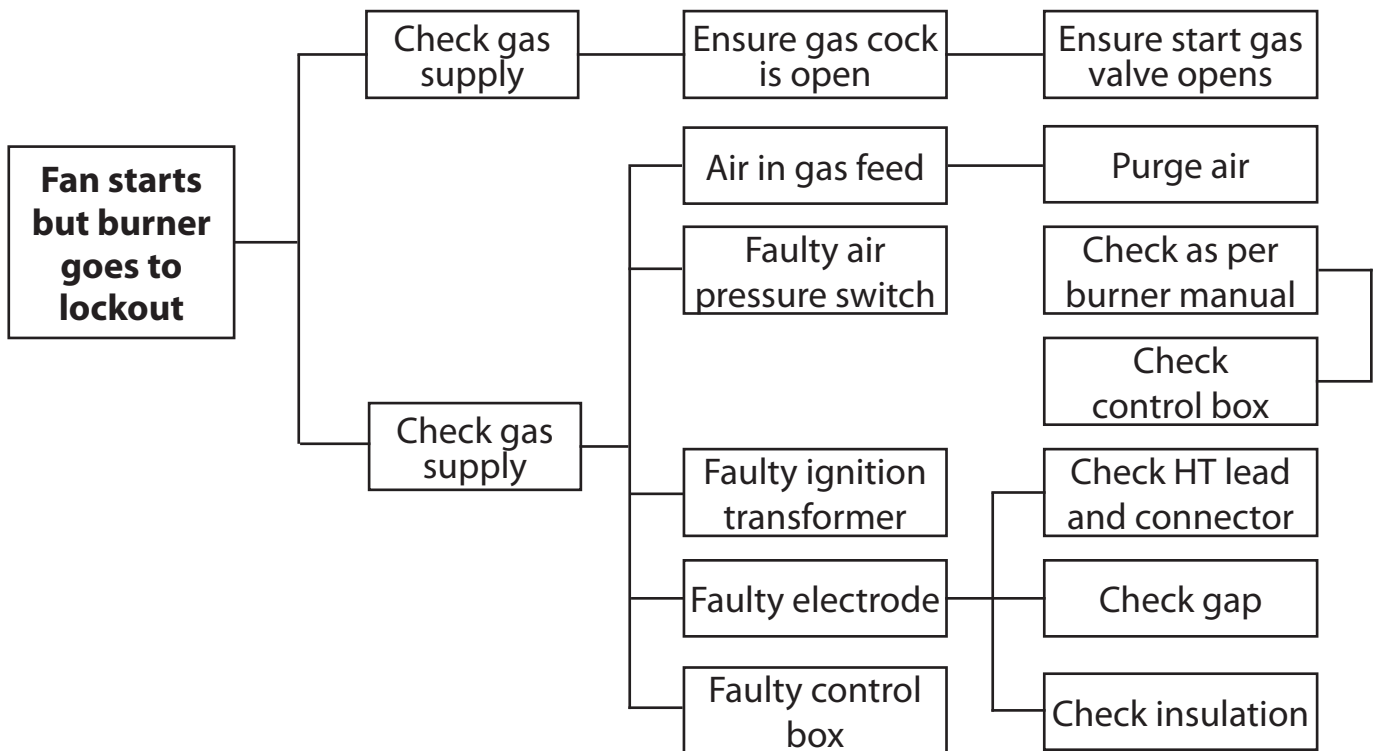 Fan starts
but burner
goes to
lockout
Check gas
supply
Ensure gas cock
is open
Ensure start gas
valve opens
Check gas
supply
Air in gas feed
Purge air
Faulty air
pressure switch
Check as per
burner manual
Check
control box
Faulty ignition
transformer
Faulty electrode
Check HT lead
and connector
Check gap
Check insulation
Faulty control
box